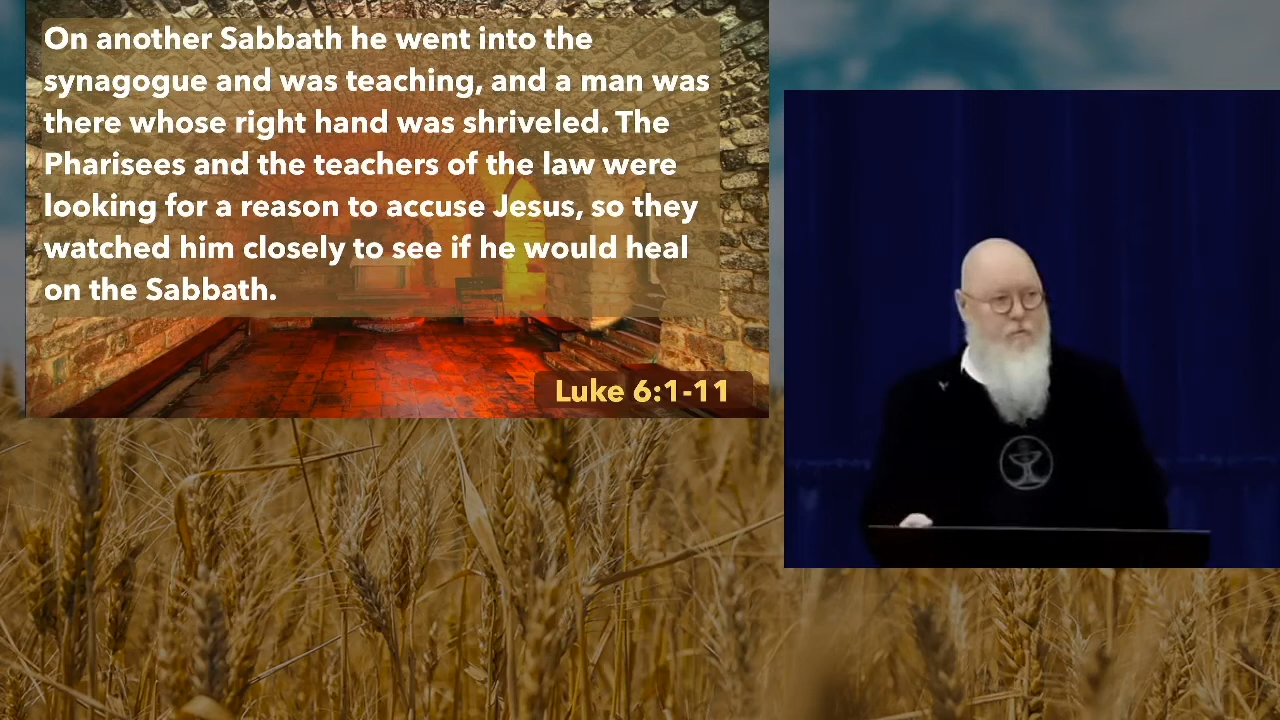 On another Sabbath he went into the
synagogue and was teaching, and a man was
there whose right hand was shriveled. The
Pharisees and the teachers of the law were
looking for a reason to accuse Jesus, so they
watched him closely to see if he would heal
on the Sabbath.
Luke 6:1-11